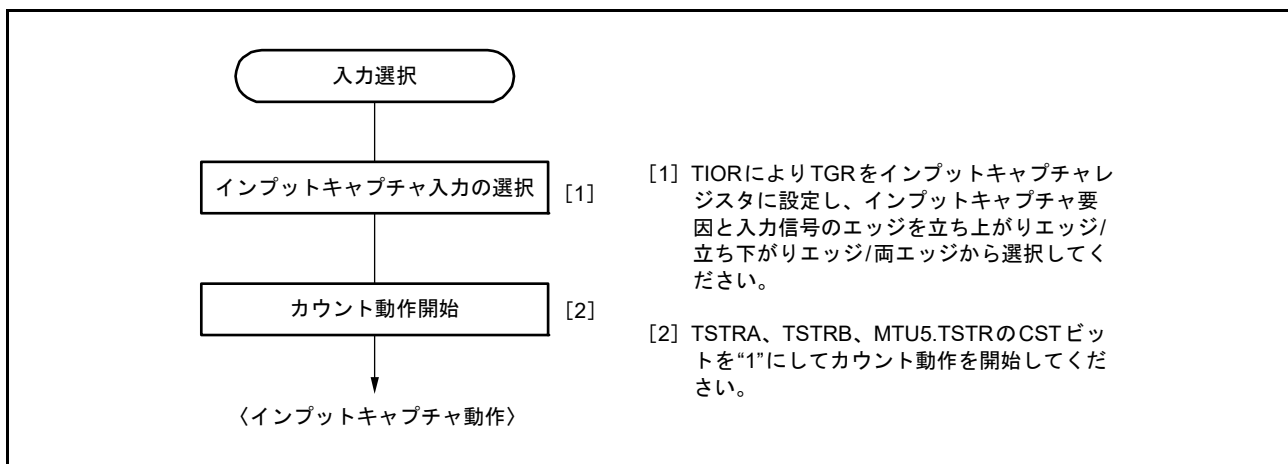 入力選択
インプットキャプチャ入力の選択
[1]
カウント動作開始
[2]
〈インプットキャプチャ動作〉
[1] TIORによりTGRをインプットキャプチャレ
ジスタに設定し、インプットキャプチャ要
因と入力信号のエッジを立ち上がりエッジ/
立ち下がりエッジ/両エッジから選択してく
ださい。
[2] TSTRA、TSTRB、MTU5.TSTRのCSTビッ
トを“1”にしてカウント動作を開始してくだ
さい。